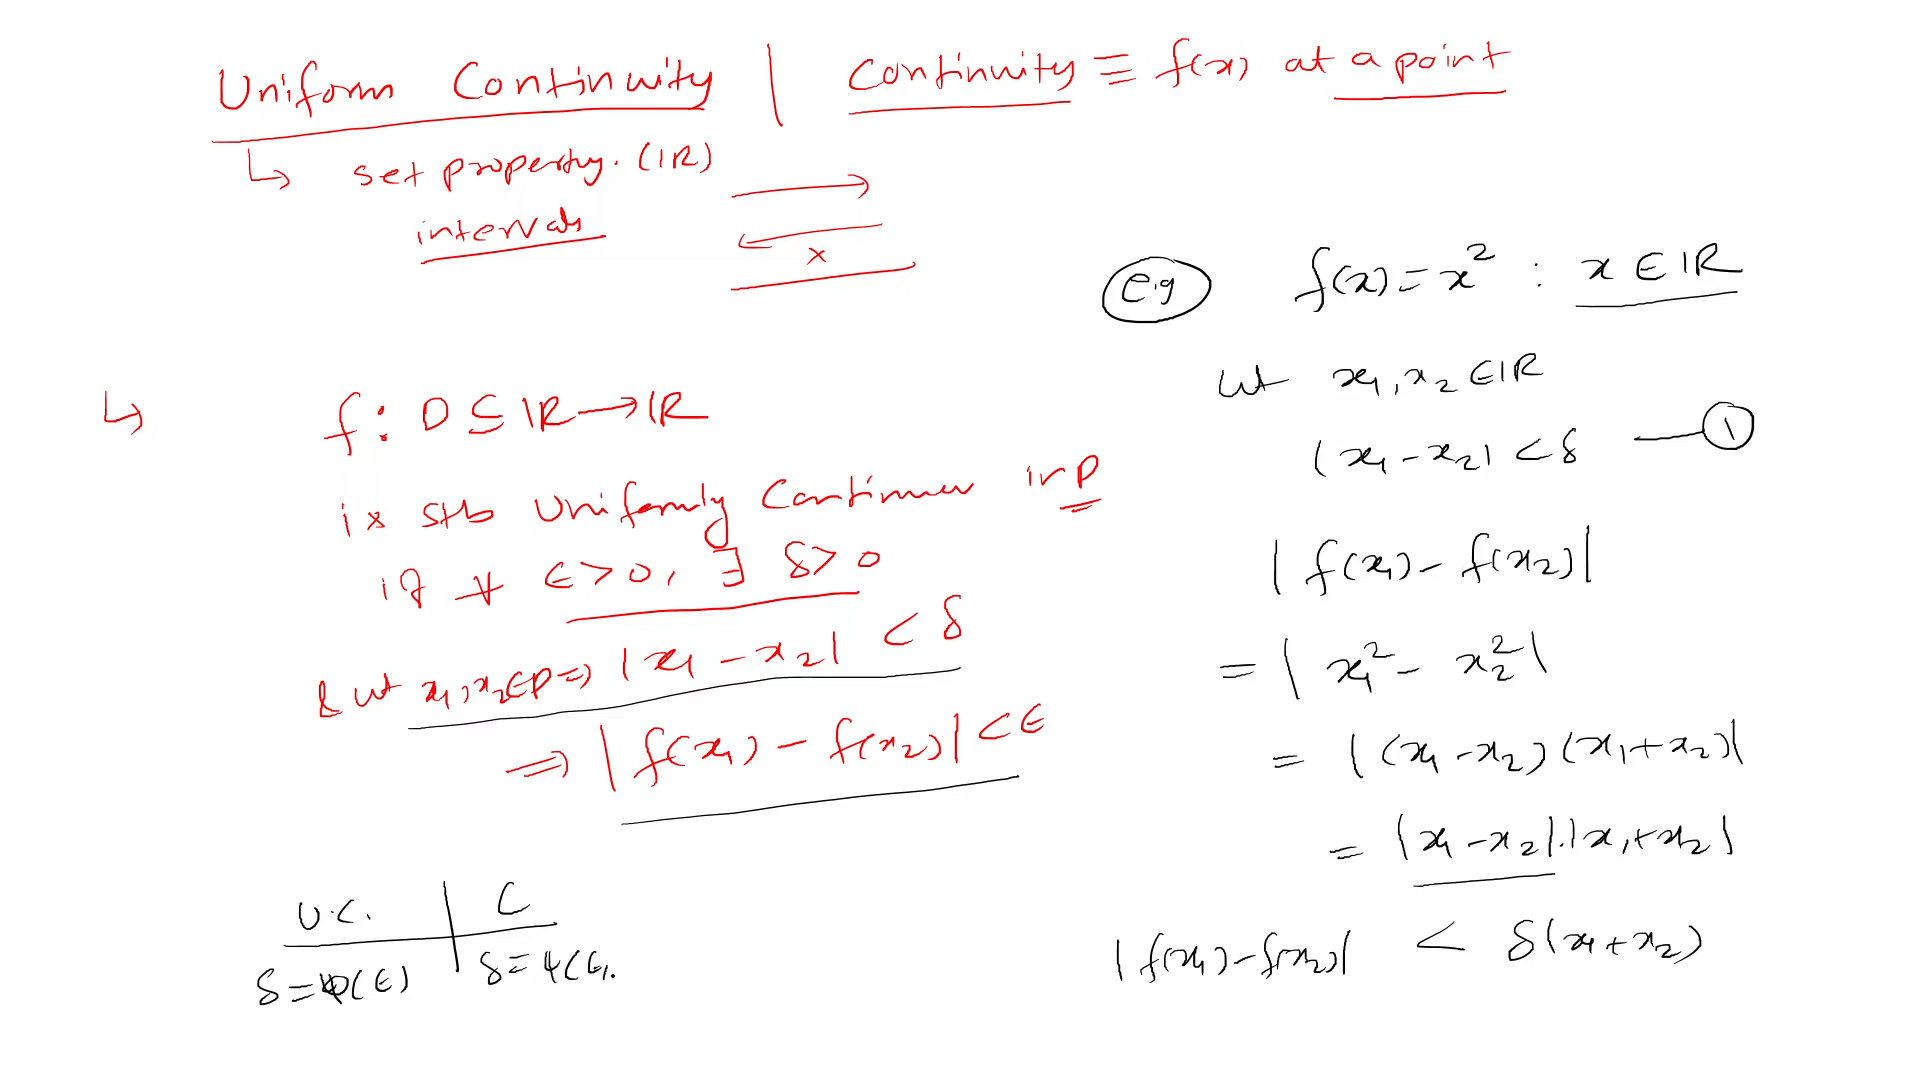 Uniform Continuity | Continuity ≡ f(x) at a point
↳ set property. (IR)
intervals
→
← x
↳ f: D ⊆ IR → IR
is stb Uniformly Continuous in D
if ∀ ε > 0, ∃ δ > 0
& let x₁, x₂ ∈ D ⇒ |x₁ - x₂| < δ
⇒ |f(x₁) - f(x₂)| < ε
U.C. | C
δ = φ(ε) | δ = ψ(ε,
e.g f(x) = x² : x ∈ IR
let x₁, x₂ ∈ IR
|x₁ - x₂| < δ — ①
|f(x₁) - f(x₂)|
= |x₁² - x₂²|
= |(x₁ - x₂)(x₁ + x₂)|
= |x₁ - x₂|.|x₁ + x₂|
|f(x₁) - f(x₂)| < δ(x₁ + x₂)